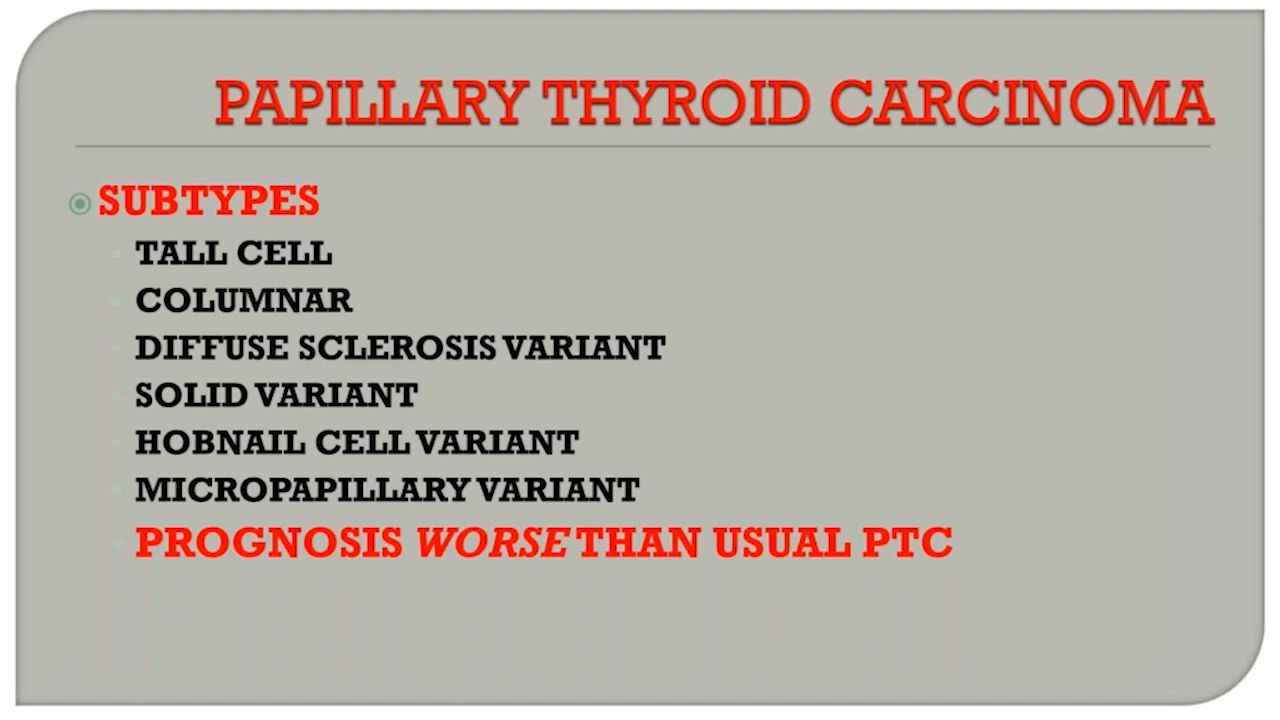 PAPILLARY THYROID CARCINOMA
SUBTYPES
TALL CELL
COLUMNAR
DIFFUSE SCLEROSIS VARIANT
SOLID VARIANT
HOBNAIL CELL VARIANT
MICROPAPILLARY VARIANT
PROGNOSIS WORSE THAN USUAL PTC